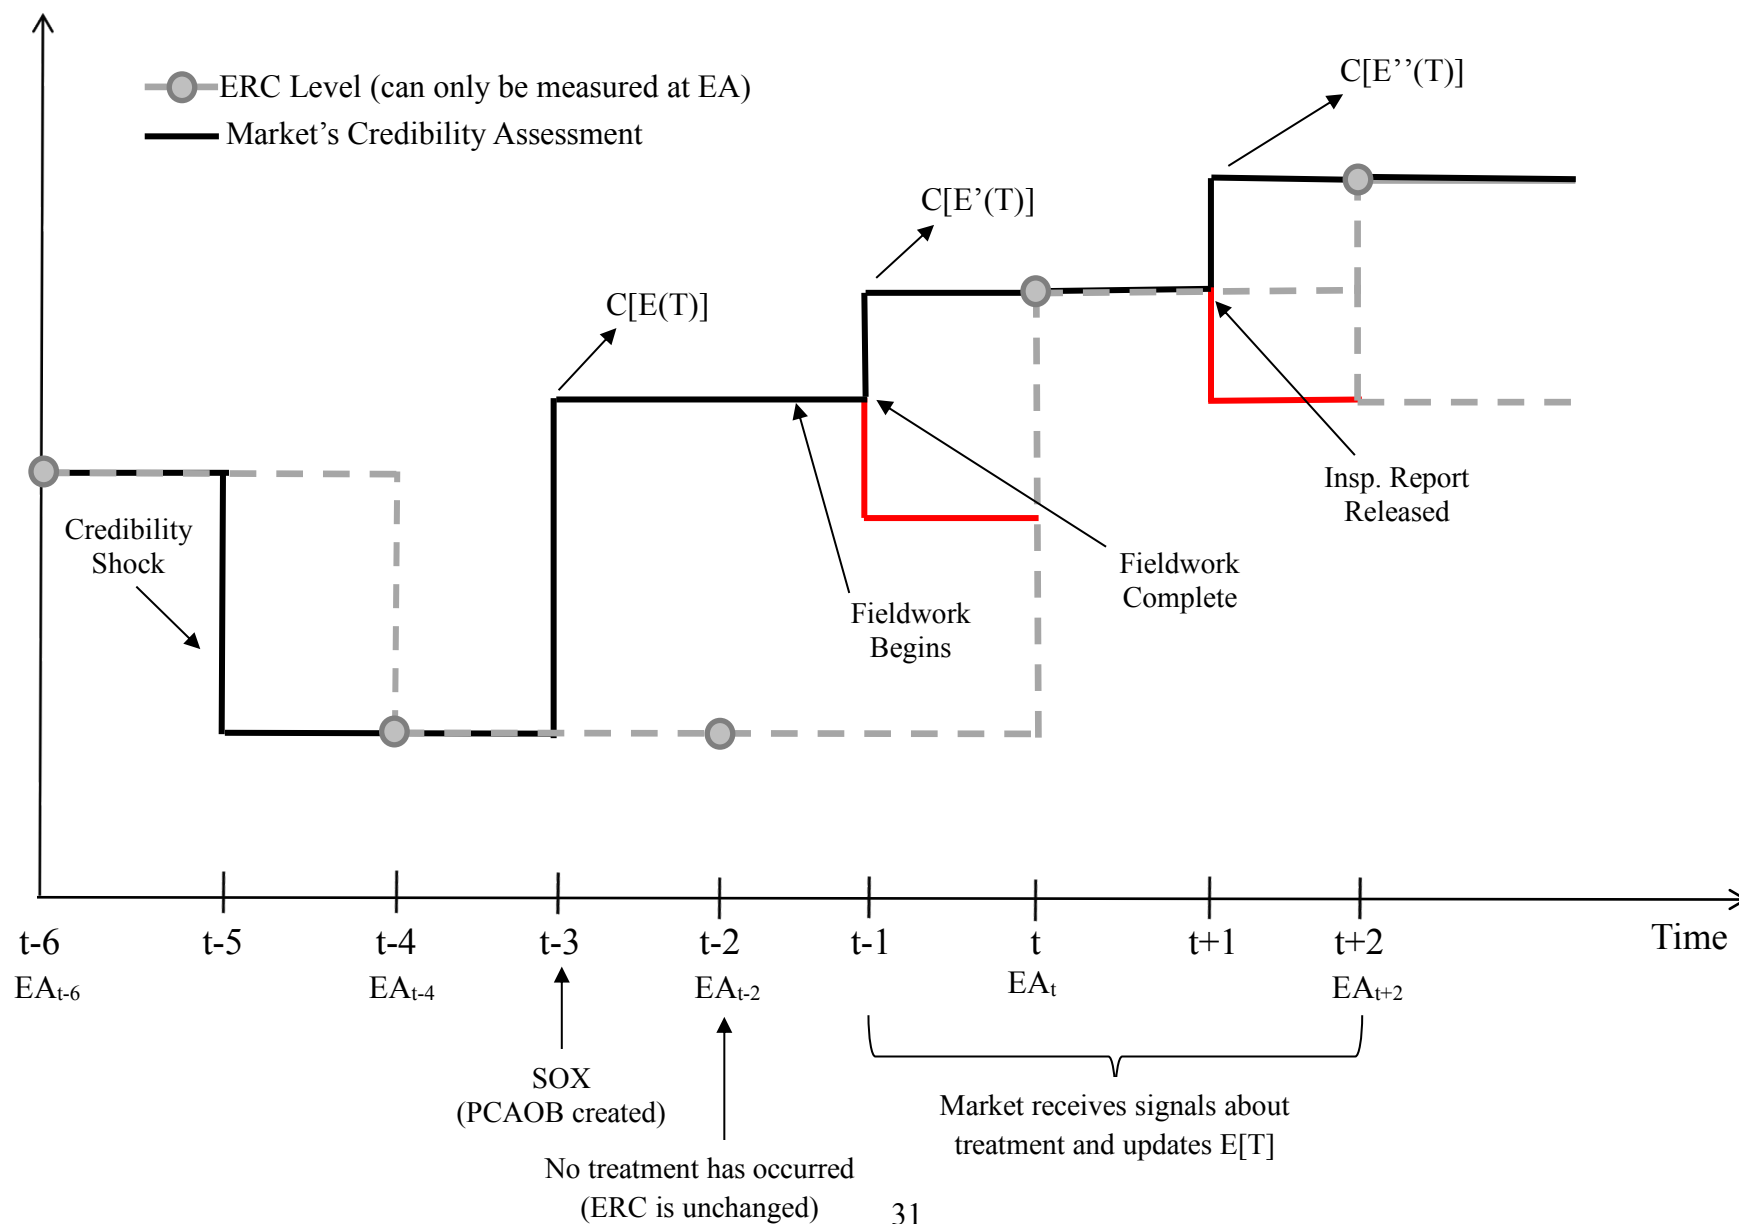 ERC Level (can only be measured at EA)
Market’s Credibility Assessment
C[E’’(T)]
C[E’(T)]
C[E(T)]
Credibility
Shock
Insp. Report
Released
Fieldwork
Complete
Fieldwork
Begins
t-6
t-5
t-4
t-3
t-2
t-1
t
t+1
t+2
Time
EAt-6
EAt-4
EAt-2
EAt
EAt+2
SOX
(PCAOB created)
Market receives signals about
treatment and updates E[T]
No treatment has occurred
(ERC is unchanged)
31